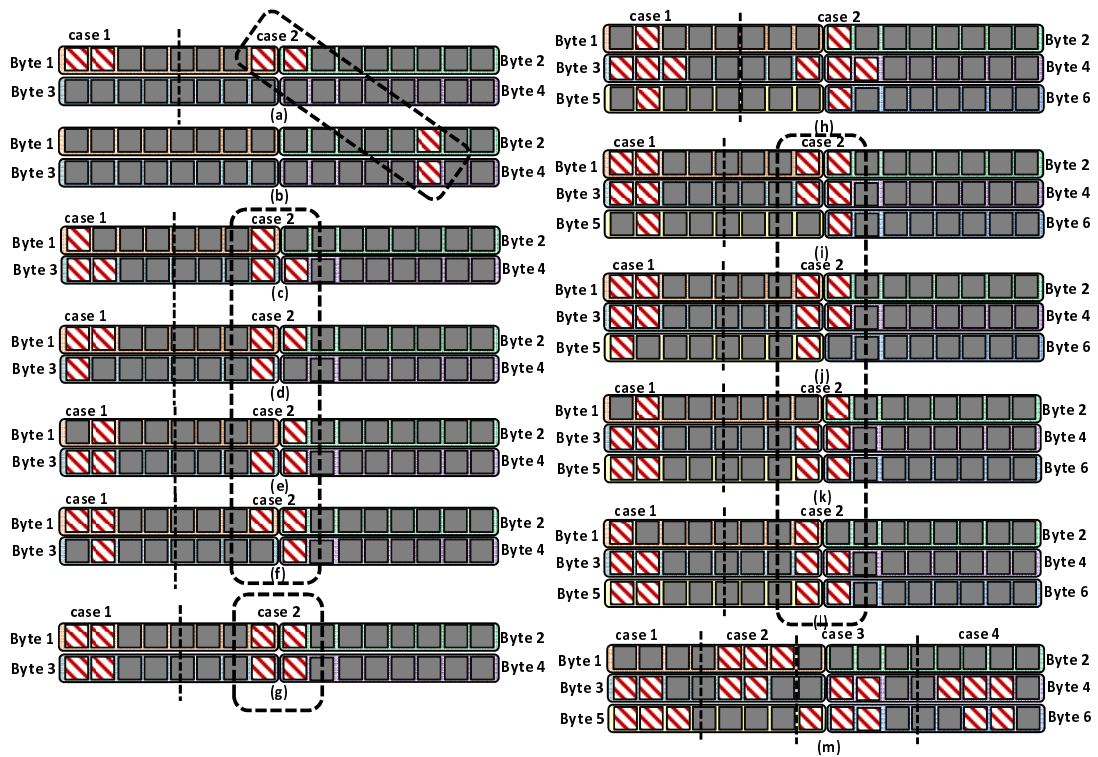 case 1 case 2
Byte 1 Byte 2
Byte 3 Byte 4
(a)
Byte 1 Byte 2
Byte 3 Byte 4
(b)
case 1 case 2
Byte 1 Byte 2
Byte 3 Byte 4
(c)
case 1 case 2
Byte 1 Byte 2
Byte 3 Byte 4
(d)
case 1 case 2
Byte 1 Byte 2
Byte 3 Byte 4
(e)
case 1 case 2
Byte 1 Byte 2
Byte 3 Byte 4
(f)
case 1 case 2
Byte 1 Byte 2
Byte 3 Byte 4
(g)
case 1 case 2
Byte 1 Byte 2
Byte 3 Byte 4
Byte 5 Byte 6
(h)
case 1 case 2
Byte 1 Byte 2
Byte 3 Byte 4
Byte 5 Byte 6
(i)
case 1 case 2
Byte 1 Byte 2
Byte 3 Byte 4
Byte 5 Byte 6
(j)
case 1 case 2
Byte 1 Byte 2
Byte 3 Byte 4
Byte 5 Byte 6
(k)
case 1 case 2
Byte 1 Byte 2
Byte 3 Byte 4
Byte 5 Byte 6
(l)
case 1 case 2 case 3 case 4
Byte 1 Byte 2
Byte 3 Byte 4
Byte 5 Byte 6
(m)